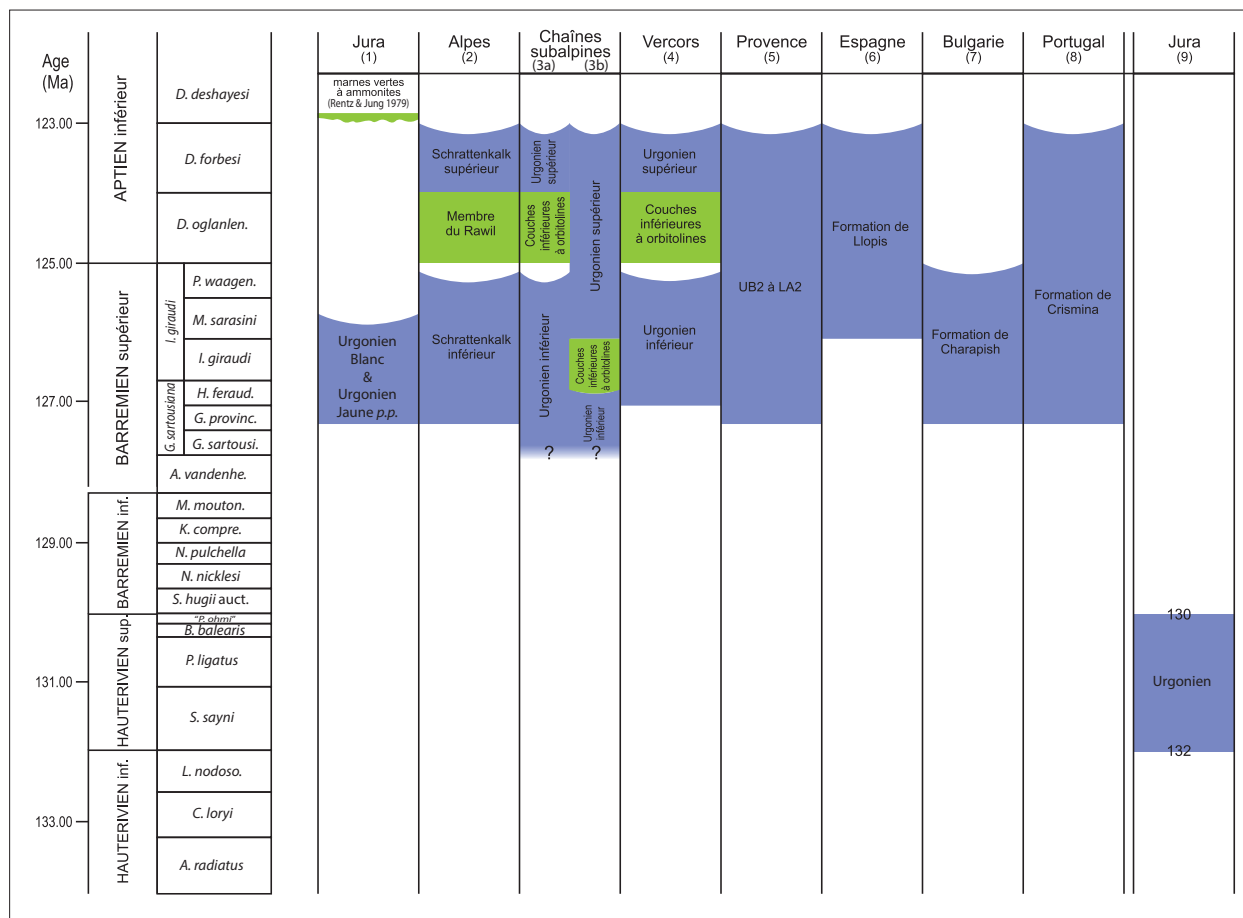 Age
(Ma)
123.00
125.00
127.00
129.00
131.00
133.00
APTIEN inférieur
BARREMIEN supérieur
BARREMIEN inf.
HAUTERIVIEN sup.
HAUTERIVIEN inf.
I. giraudi
G. sartousiana
D. deshayesi
D. forbesi
D. oglanlen.
P. waagen.
M. sarasini
I. giraudi
H. feraud.
G. provinc.
G. sartousi.
A. vandenhe.
M. mouton.
K. compre.
N. pulchella
N. nicklesi
S. hugii auct.
"P. ohmi"
B. balearis
P. ligatus
S. sayni
L. nodoso.
C. loryi
A. radiatus
Jura
(1)
marnes vertes
à ammonites
(Rentz & Jung 1979)
Urgonien
Blanc
&
Urgonien
Jaune p.p.
Alpes
(2)
Schrattenkalk
supérieur
Membre
du Rawil
Schrattenkalk
inférieur
Chaînes
subalpines
(3a)
(3b)
Urgonien
supérieur
Couches
inférieures
à orbitolines
Urgonien inférieur
?
Urgonien supérieur
Couches
inférieures
à orbitolines
Urgonien
inférieur
?
Vercors
(4)
Urgonien
supérieur
Couches
inférieures
à orbitolines
Urgonien
inférieur
Provence
(5)
UB2 à LA2
Espagne
(6)
Formation de
Llopis
Bulgarie
(7)
Formation de
Charapish
Portugal
(8)
Formation de
Crismina
Jura
(9)
130
Urgonien
132